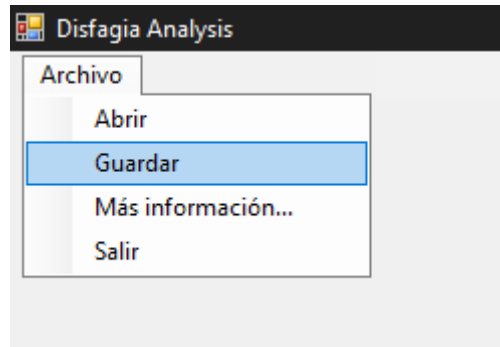 Disfagia Analysis
Archivo
Abrir
Guardar
Más información...
Salir